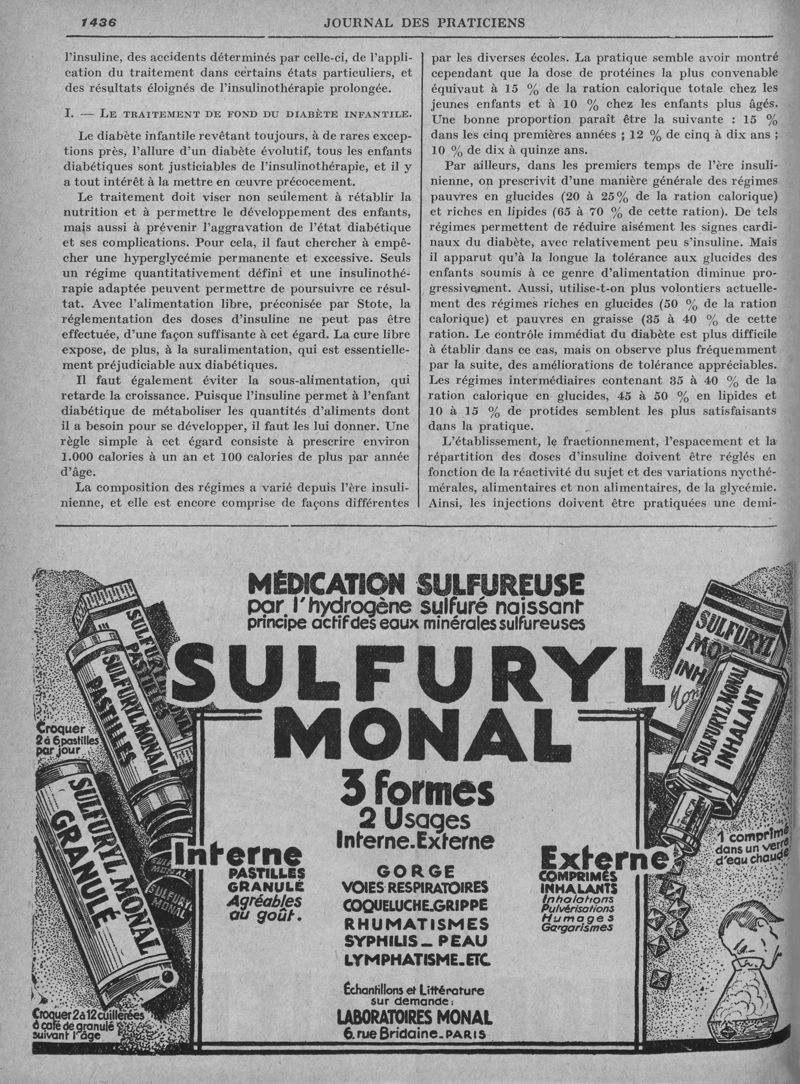 1436
JOURNAL DES PRATICIENS
l'insuline, des accidents déterminés par celle-ci, de l'appli-
cation du traitement dans certains états particuliers, et
des résultats éloignés de l'insulinothérapie prolongée.
I. — LE TRAITEMENT DE FOND DU DIABÈTE INFANTILE.
Le diabète infantile revêtant toujours, à de rares excep-
tions près, l'allure d'un diabète évolutif, tous les enfants
diabétiques sont justiciables de l'insulinothérapie, et il y
a tout intérêt à la mettre en œuvre précocement.
Le traitement doit viser non seulement à rétablir la
nutrition et à permettre le développement des enfants,
mais aussi à prévenir l'aggravation de l'état diabétique
et ses complications. Pour cela, il faut chercher à empê-
cher une hyperglycémie permanente et excessive. Seuls
un régime quantitativement défini et une insulinothé-
rapie adaptée peuvent permettre de poursuivre ce résul-
tat. Avec l'alimentation libre, préconisée par Stote, la
réglementation des doses d'insuline ne peut pas être
effectuée, d'une façon suffisante à cet égard. La cure libre
expose, de plus, à la suralimentation, qui est essentielle-
ment préjudiciable aux diabétiques.
Il faut également éviter la sous-alimentation, qui
retarde la croissance. Puisque l'insuline permet à l'enfant
diabétique de métaboliser les quantités d'aliments dont
il a besoin pour se développer, il faut les lui donner. Une
règle simple à cet égard consiste à prescrire environ
1.000 calories à un an et 100 calories de plus par année
d'âge.
La composition des régimes a varié depuis l'ère insuli-
nienne, et elle est encore comprise de façons différentes
par les diverses écoles. La pratique semble avoir montré
cependant que la dose de protéines la plus convenable
équivaut à 15 % de la ration calorique totale chez les
jeunes enfants et à 10 % chez les enfants plus âgés.
Une bonne proportion paraît être la suivante : 15 %
dans les cinq premières années ; 12 % de cinq à dix ans ;
10 % de dix à quinze ans.
Par ailleurs, dans les premiers temps de l'ère insuli-
nienne, on prescrivit d'une manière générale des régimes
pauvres en glucides (20 à 25% de la ration calorique)
et riches en lipides (65 à 70 % de cette ration). De tels
régimes permettent de réduire aisément les signes cardi-
naux du diabète, avec relativement peu s'insuline. Mais
il apparut qu'à la longue la tolérance aux glucides des
enfants soumis à ce genre d'alimentation diminue pro-
gressivement. Aussi, utilise-t-on plus volontiers actuelle-
ment des régimes riches en glucides (50 % de la ration
calorique) et pauvres en graisse (35 à 40 % de cette
ration. Le contrôle immédiat du diabète est plus difficile
à établir dans ce cas, mais on observe plus fréquemment
par la suite, des améliorations de tolérance appréciables.
Les régimes intermédiaires contenant 35 à 40 % de la
ration calorique en glucides, 45 à 50 % en lipides et
10 à 15 % de protides semblent les plus satisfaisants
dans la pratique.
L'établissement, le fractionnement, l'espacement et la
répartition des doses d'insuline doivent être réglés en
fonction de la réactivité du sujet et des variations nycthé-
mérales, alimentaires et non alimentaires, de la glycémie.
Ainsi, les injections doivent être pratiquées une demi-
MÉDICATION SULFUREUSE
par l'hydrogène sulfuré naissant
principe actif des eaux minérales sulfureuses
SULFURYL
MONAL
3 formes
2 Usages
Interne.Externe
SULFURYL MONAL
PASTILLES
Croquer
2 à 6 pastilles
par jour
SULFURYL MONAL
GRANULÉ
Croquer 2 à 12 cuillerées
à café de granulé
suivant l'âge
Interne
PASTILLES
GRANULÉ
Agréables
au goût.
GORGE
VOIES RESPIRATOIRES
COQUELUCHE.GRIPPE
RHUMATISMES
SYPHILIS _ PEAU
LYMPHATISME.ETC
Échantillons et Littérature
sur demande:
LABORATOIRES MONAL
6, rue Bridaine_PARIS
Externe
COMPRIMÉS
INHALANTS
Inhalations
Pulvérisations
Humages
Gargarismes
SULFURYL
SULFURYL MONAL
INHALANT
1 comprimé
dans un verre
d'eau chaude